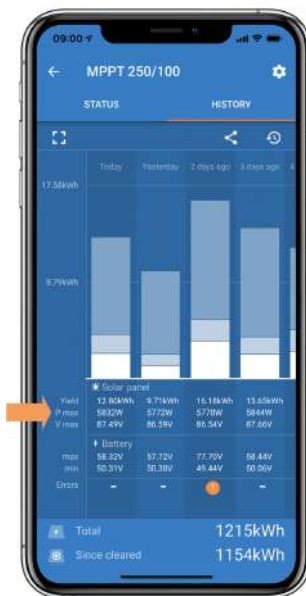 09:00
MPPT 250/100
STATUS HISTORY
Today Yesterday 2 days ago 3 days ago 4
17.58kWh
8.79kWh
Solar panel
Yield 12.80kWh 9.71kWh 16.18kWh 13.65kWh
P max 5832W 5772W 5770W 5844W
V max 87.49V 86.59V 86.54V 87.66V
Battery
max 58.32V 57.72V 77.70V 58.44V
min 50.31V 50.38V 49.44V 50.06V
Errors - - 1 -
Total 1215kWh
Since cleared 1154kWh